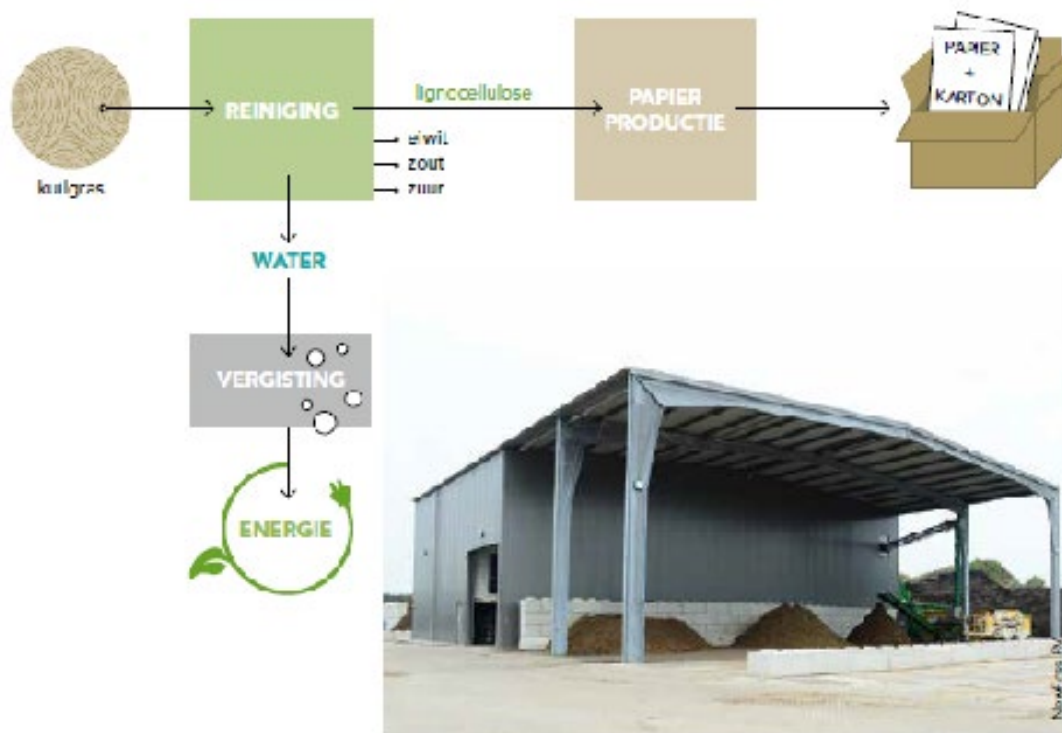 kuilgras
REINIGING
lignocellulose
eiwit
zout
zuur
PAPIER
PRODUCTIE
PAPIER
+
KARTON
WATER
VERGISTING
ENERGIE